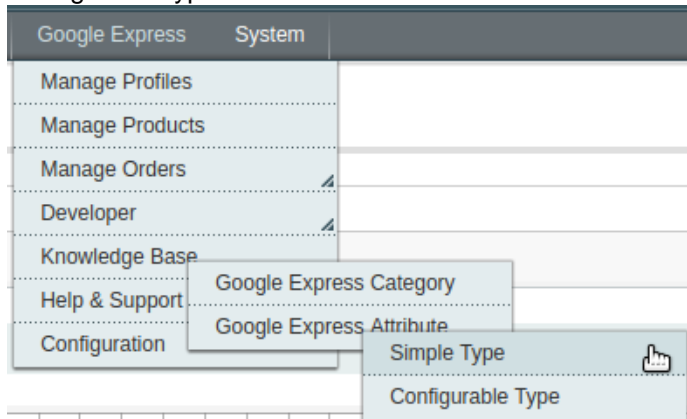 Google Express System
Manage Profiles
Manage Products
Manage Orders
Developer
Knowledge Base
Help & Support
Configuration
Google Express Category
Google Express Attribute
Simple Type
Configurable Type